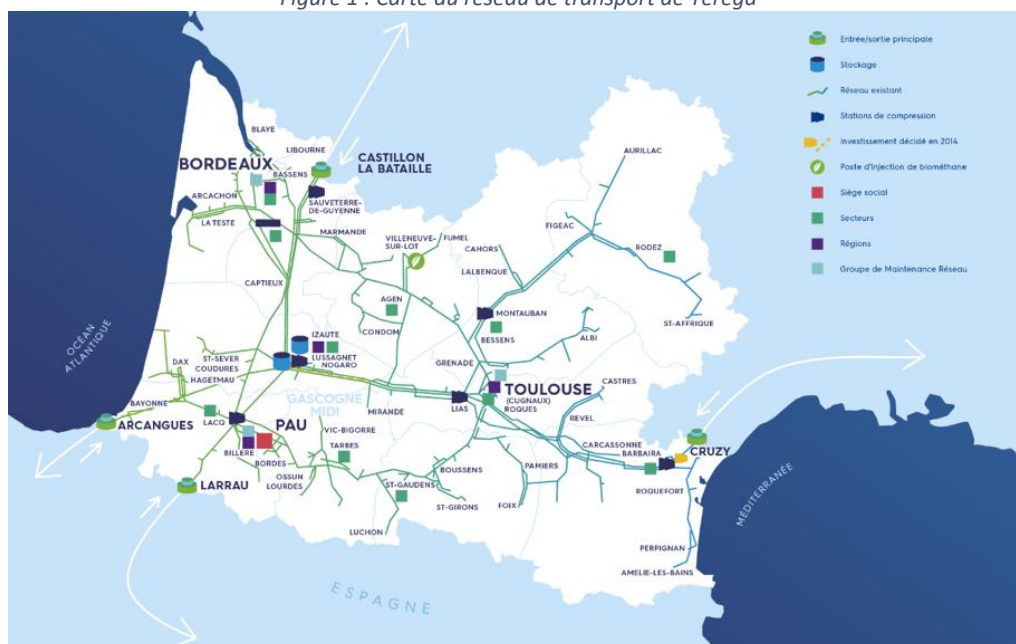 Figure 1 : Carte du réseau de transport de Teréga
Entrée/sortie principale
Stockage
Réseau existant
Stations de compression
Investissement décidé en 2014
Poste d'injection de biométhane
Siège social
Secteurs
Régions
Groupe de Maintenance Réseau
BLAYE
LIBOURNE
BORDEAUX
BASSENS
CASTILLON
LA BATAILLE
AURILLAC
ARCACHON
SAUVETERRE-
DE-GUYENNE
LA TESTE
MARMANDE
VILLENEUVE-
SUR-LOT
FUMEL
FIGEAC
CAHORS
RODEZ
LALBENQUE
CAPTIEUX
AGEN
MONTAUBAN
ST-AFFRIQUE
CONDOM
BESSENS
ALBI
OCÉAN
ATLANTIQUE
IZAUTE
ST-SEVER
COUDURES
LUSSAGNET
NOGARO
DAX
HAGETMAU
GRENADE
TOULOUSE
(CUGNAUX)
ROQUES
CASTRES
GASCOGNE
MIDI
BAYONNE
MIRANDE
LIAS
REVEL
ARCANGUES
LACQ
PAU
VIC-BIGORRE
CARCASSONNE
BARBAIRA
CRUZY
BILLERE
TARBES
BORDES
BOUSSENS
PAMIERS
LARRAU
OSSUN
LOURDES
ST-GAUDENS
ROQUEFORT
ST-GIRONS
FOIX
MÉDITERRANÉE
LUCHON
PERPIGNAN
AMELIE-LES-BAINS
ESPAGNE